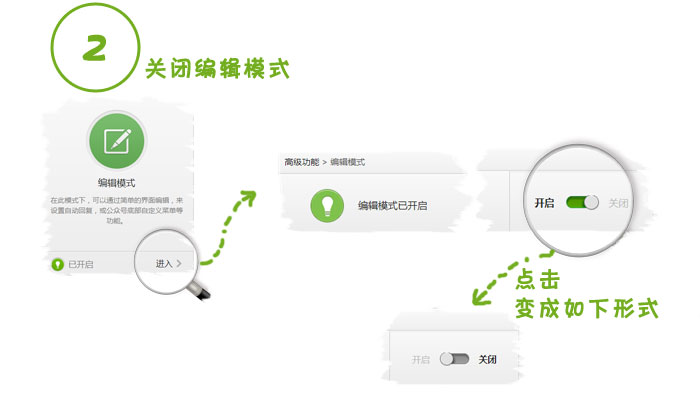 2
关闭编辑模式
编辑模式
在此模式下，可以通过简单的界面编辑，来
设置自动回复，或公众号底部自定义菜单等
功能。
已开启
进入 >
高级功能 > 编辑模式
编辑模式已开启
开启 关闭
点击
变成如下形式
开启 关闭